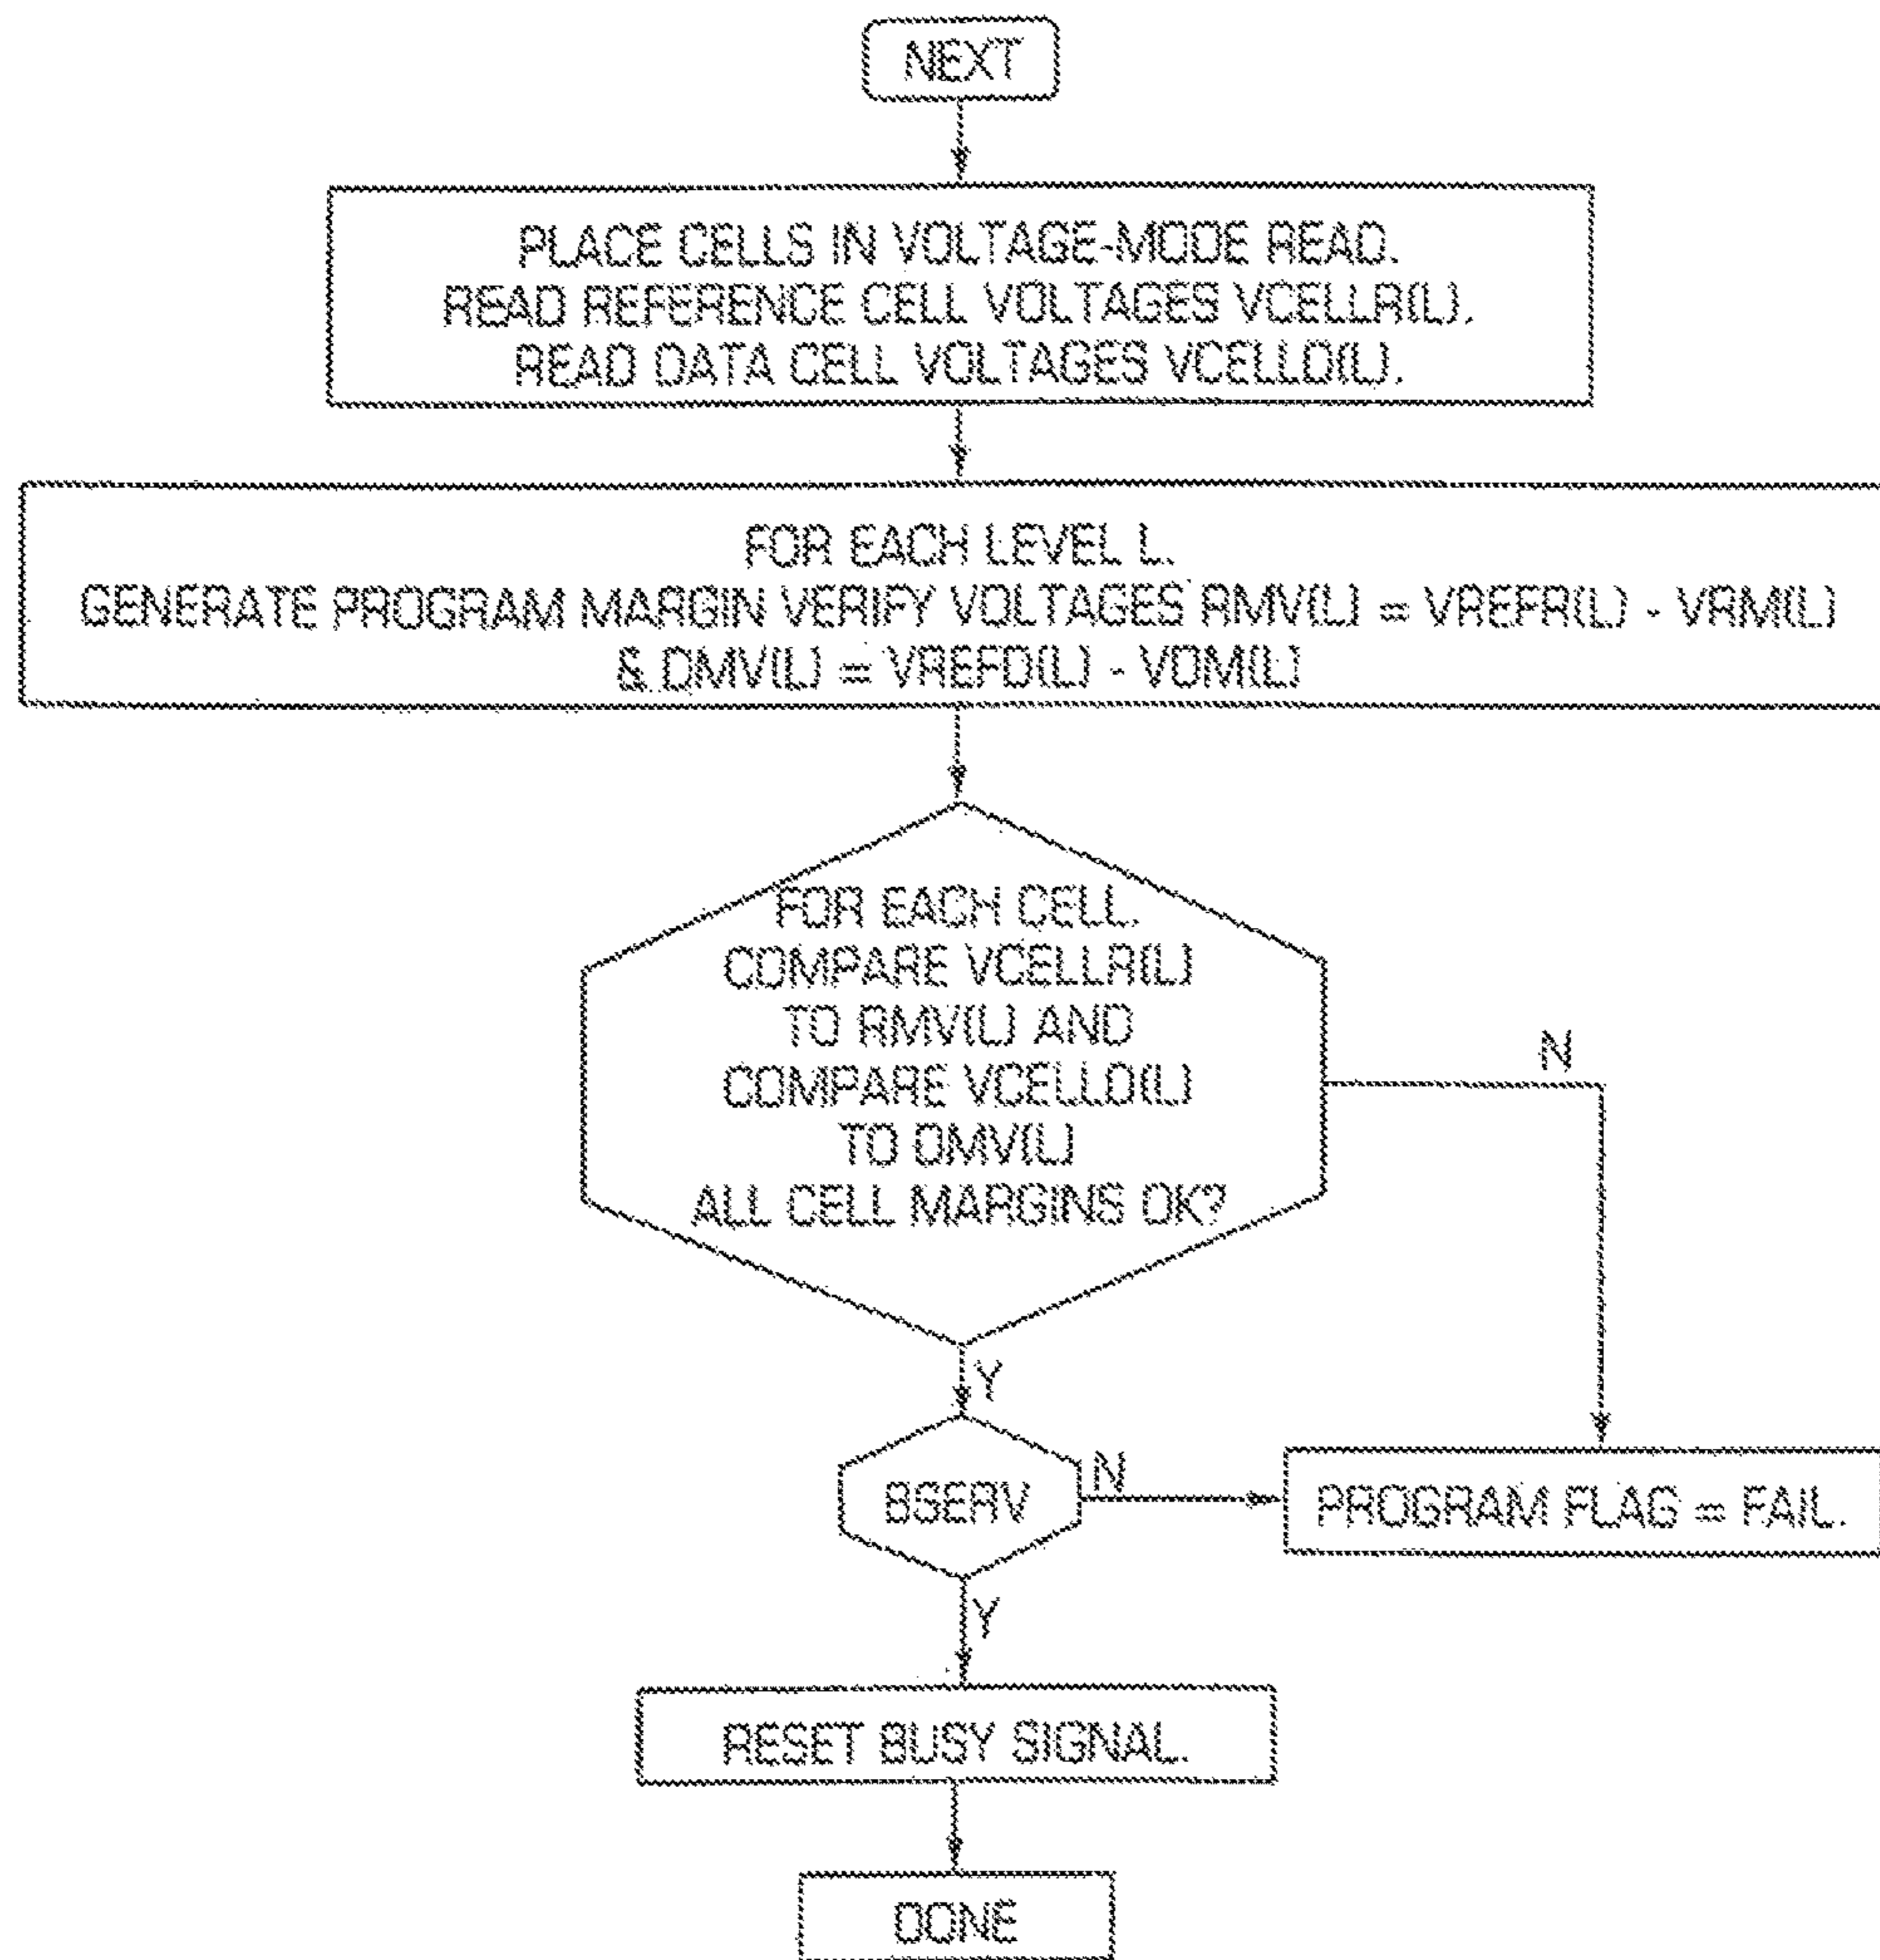 NEXT
PLACE CELLS IN VOLTAGE-MODE READ.
READ REFERENCE CELL VOLTAGES VCELLR(L).
READ DATA CELL VOLTAGES VCELLD(L).
FOR EACH LEVEL L.
GENERATE PROGRAM MARGIN VERIFY VOLTAGES RMV(L) = VREFR(L) - VRM(L)
& DMV(L) = VREFD(L) - VDM(L)
FOR EACH CELL.
COMPARE VCELLR(L)
TO RMV(L) AND
COMPARE VCELLD(L)
TO DMV(L)
ALL CELL MARGINS OK?
N
Y
BSERV
N
PROGRAM FLAG = FAIL.
Y
RESET BUSY SIGNAL.
DONE